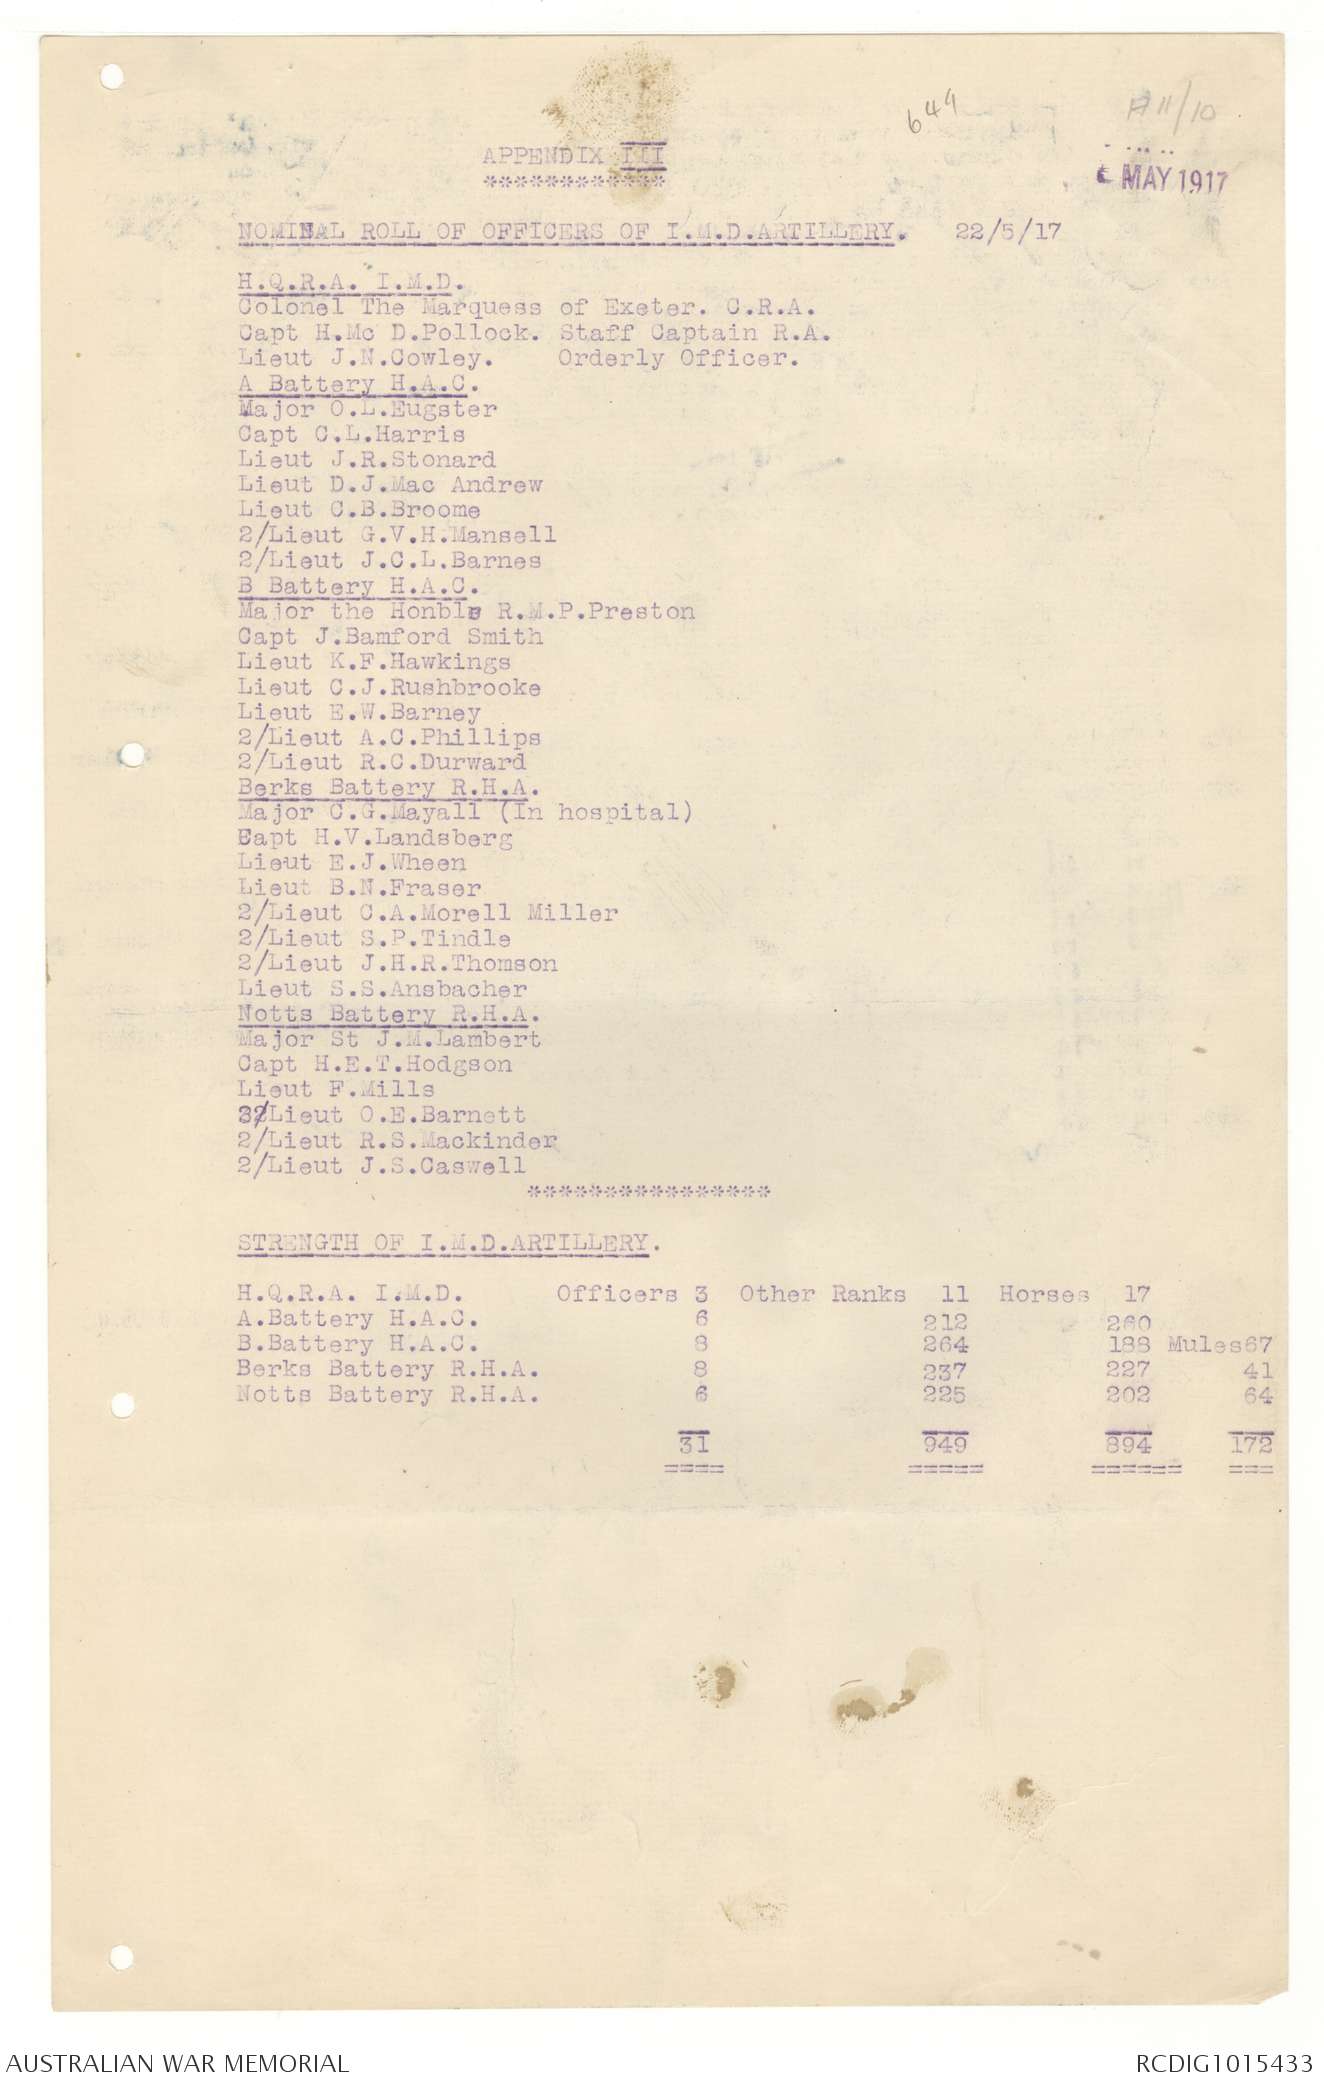 649
MAY 1917
APPENDIX III
************
NOMINAL ROLL OF OFFICERS OF I.M.D.ARTILLERY.   22/5/17
H.Q.R.A. I.M.D.
Colonel The Marquess of Exeter. C.R.A.
Capt H.Mc D.Pollock. Staff Captain R.A.
Lieut J.N.Cowley.    Orderly Officer.
A Battery H.A.C.
Major O.L.Eugster
Capt C.L.Harris
Lieut J.R.Stonard
Lieut D.J.Mac Andrew
Lieut C.B.Broome
2/Lieut G.V.H.Mansell
2/Lieut J.C.L.Barnes
B Battery H.A.C.
Major the Honble R.M.P.Preston
Capt J.Bamford Smith
Lieut K.F.Hawkings
Lieut C.J.Rushbrooke
Lieut E.W.Barney
2/Lieut A.C.Phillips
2/Lieut R.C.Durward
Berks Battery R.H.A.
Major C.G.Mayall (In hospital)
Capt H.V.Landsberg
Lieut E.J.Wheen
Lieut B.N.Fraser
2/Lieut C.A.Morell Miller
2/Lieut S.P.Tindle
2/Lieut J.H.R.Thomson
Lieut S.S.Ansbacher
Notts Battery R.H.A.
Major St J.M.Lambert
Capt H.E.T.Hodgson
Lieut F.Mills
2/Lieut O.E.Barnett
2/Lieut R.S.Mackinder
2/Lieut J.S.Caswell
****************
STRENGTH OF I.M.D.ARTILLERY.
H.Q.R.A. I.M.D.      Officers 3  Other Ranks  11  Horses  17
A.Battery H.A.C.              6              212         260
B.Battery H.A.C.              8              264         188 Mules67
Berks Battery R.H.A.          8              237         227      41
Notts Battery R.H.A.          6              225         202      64
31              949         894     172
====            =====       ======   ===
AUSTRALIAN WAR MEMORIAL
RCDIG1015433